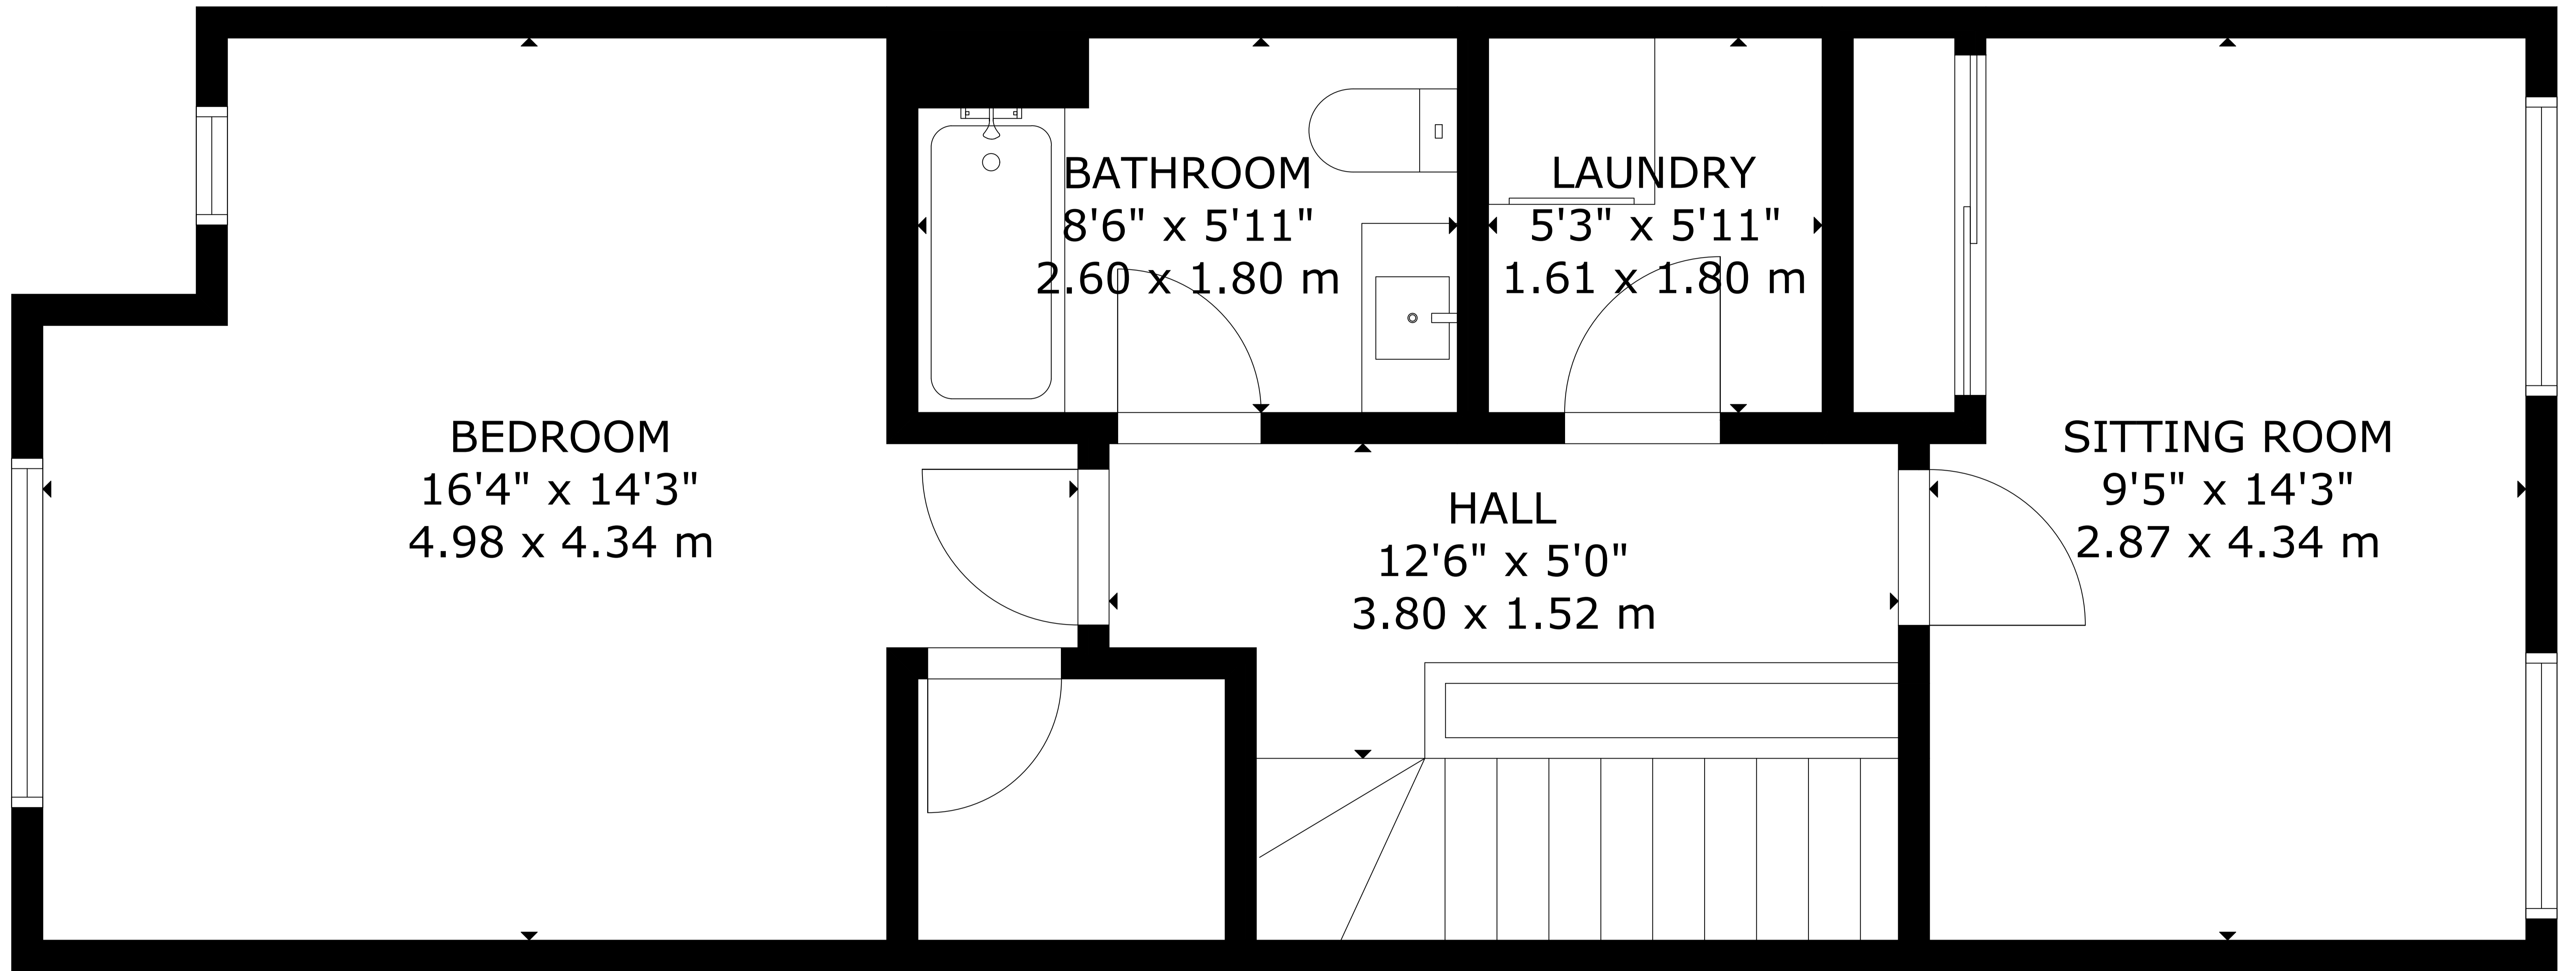 BEDROOM
16'4" x 14'3"
4.98 x 4.34 m
BATHROOM
8'6" x 5'11"
2.60 x 1.80 m
LAUNDRY
5'3" x 5'11"
1.61 x 1.80 m
HALL
12'6" x 5'0"
3.80 x 1.52 m
SITTING ROOM
9'5" x 14'3"
2.87 x 4.34 m